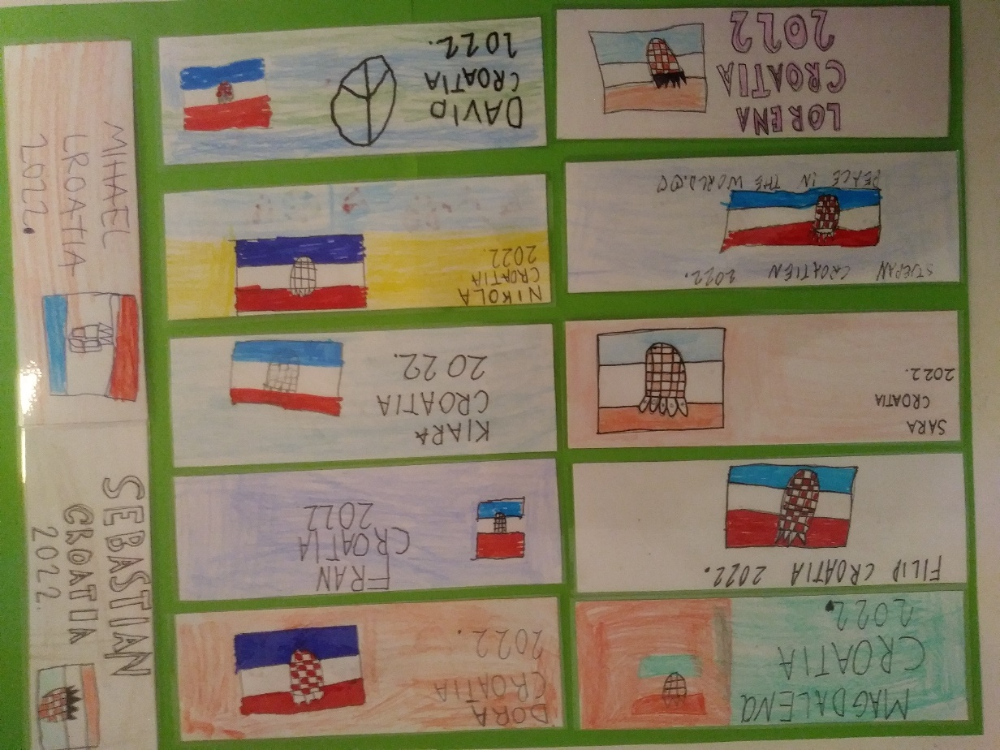 MAGDALENA
CROATIA
2022.
DORA
CROATIA
2022.
FILIP CROATIA 2022.
FRAN
CROATIA
2022
SARA
CROATIA
2022.
KIARA
CROATIA
2022.
STJEPAN CROATIEN 2022.
PEACE IN THE WORLD.
NIKOLA
CROATIA
2022.
LORENA
CROATIA
2022
DAVID
CROATIA
2022.
SEBASTIAN
CROATIA
2022.
MIHAEL
CROATIA
2022.